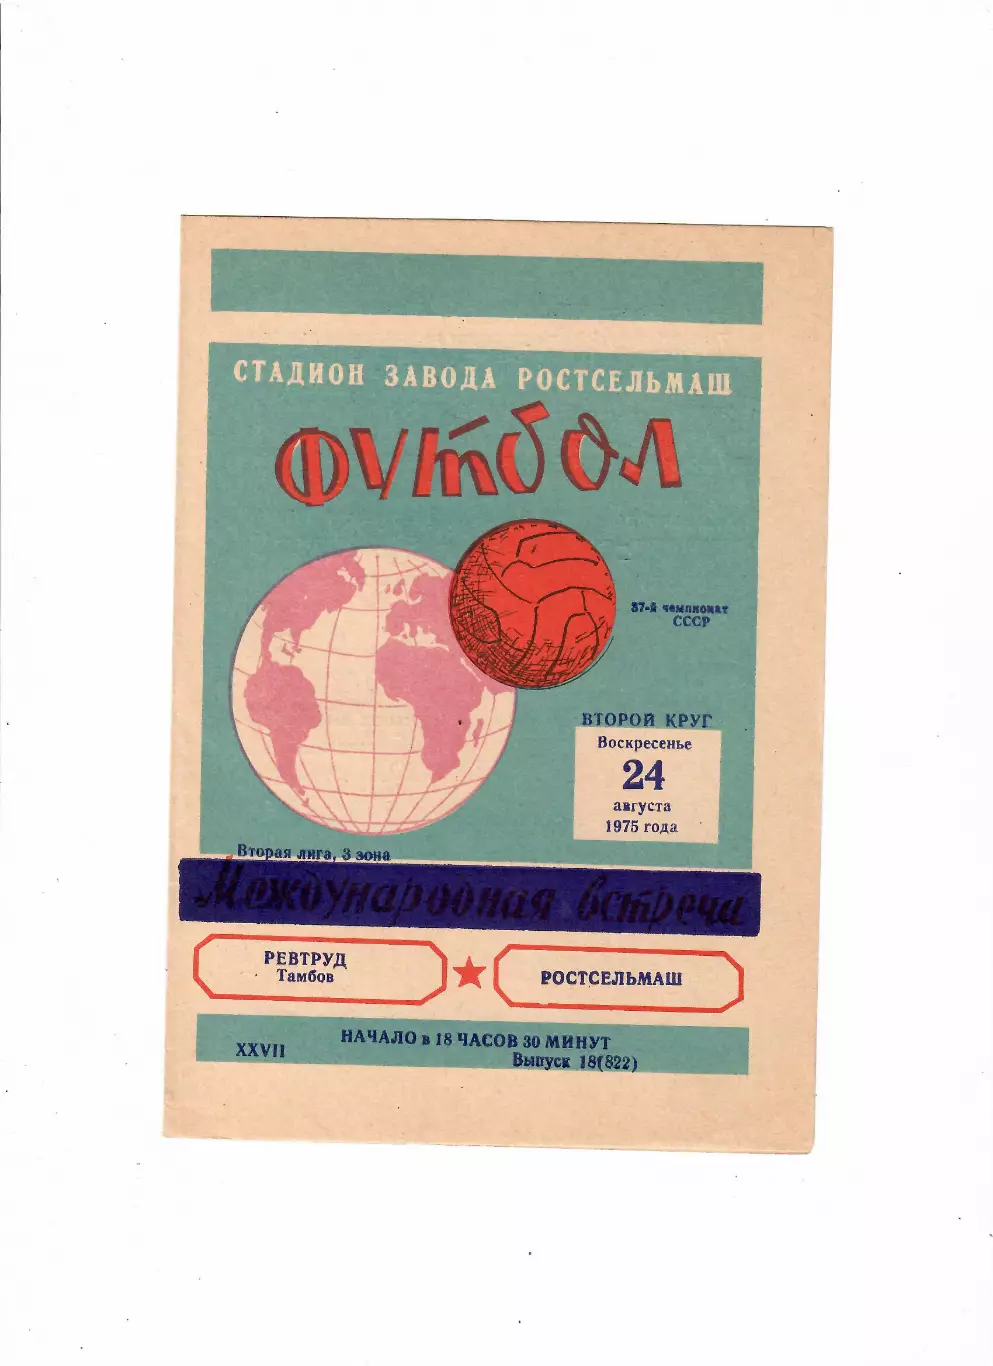 СТАДИОН ЗАВОДА РОСТСЕЛЬМАШ
ФУТБОЛ
37-й чемпионат
СССР
ВТОРОЙ КРУГ
Воскресенье
24
августа
1975 года
Вторая лига, 3 зона
Международная встреча
РЕВТРУД
Тамбов
РОСТСЕЛЬМАШ
НАЧАЛО в 18 ЧАСОВ 30 МИНУТ
XXVII
Выпуск 18(822)